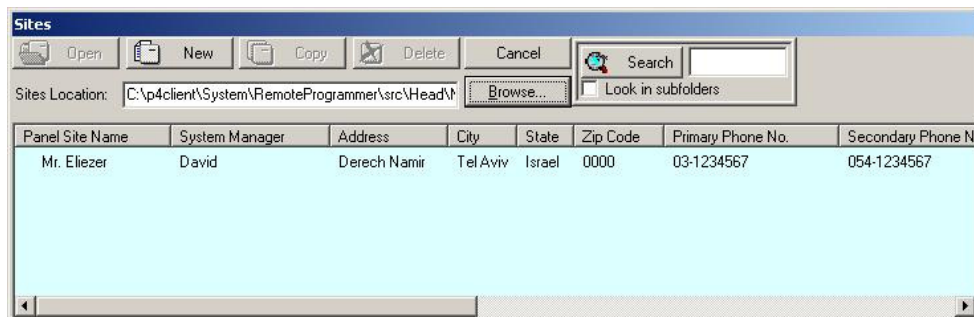 Sites
Open New Copy Delete Cancel Search
Sites Location: C:\p4client\System\RemoteProgrammer\src\Head\N Browse... Look in subfolders
Panel Site Name System Manager Address City State Zip Code Primary Phone No. Secondary Phone N
Mr. Eliezer David Derech Namir Tel Aviv Israel 0000 03-1234567 054-1234567